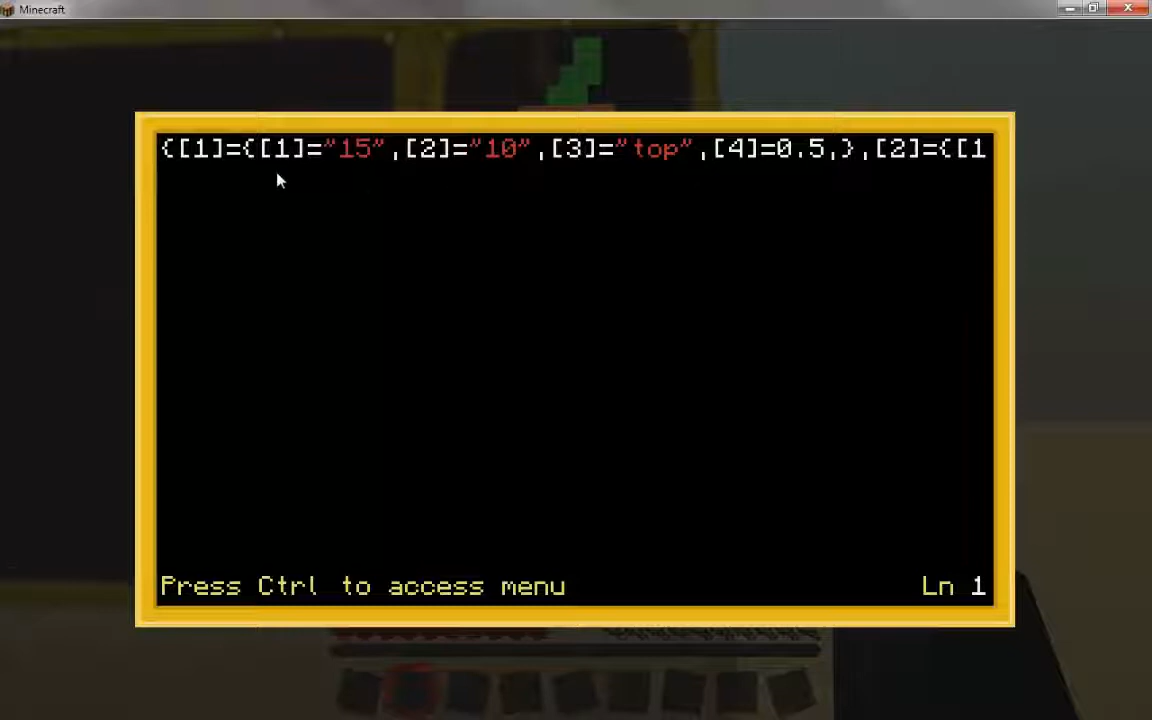 Minecraft
{[1]={[1]="15",[2]="10",[3]="top",[4]=0.5,},[2]={[1
Press Ctrl to access menu Ln 1